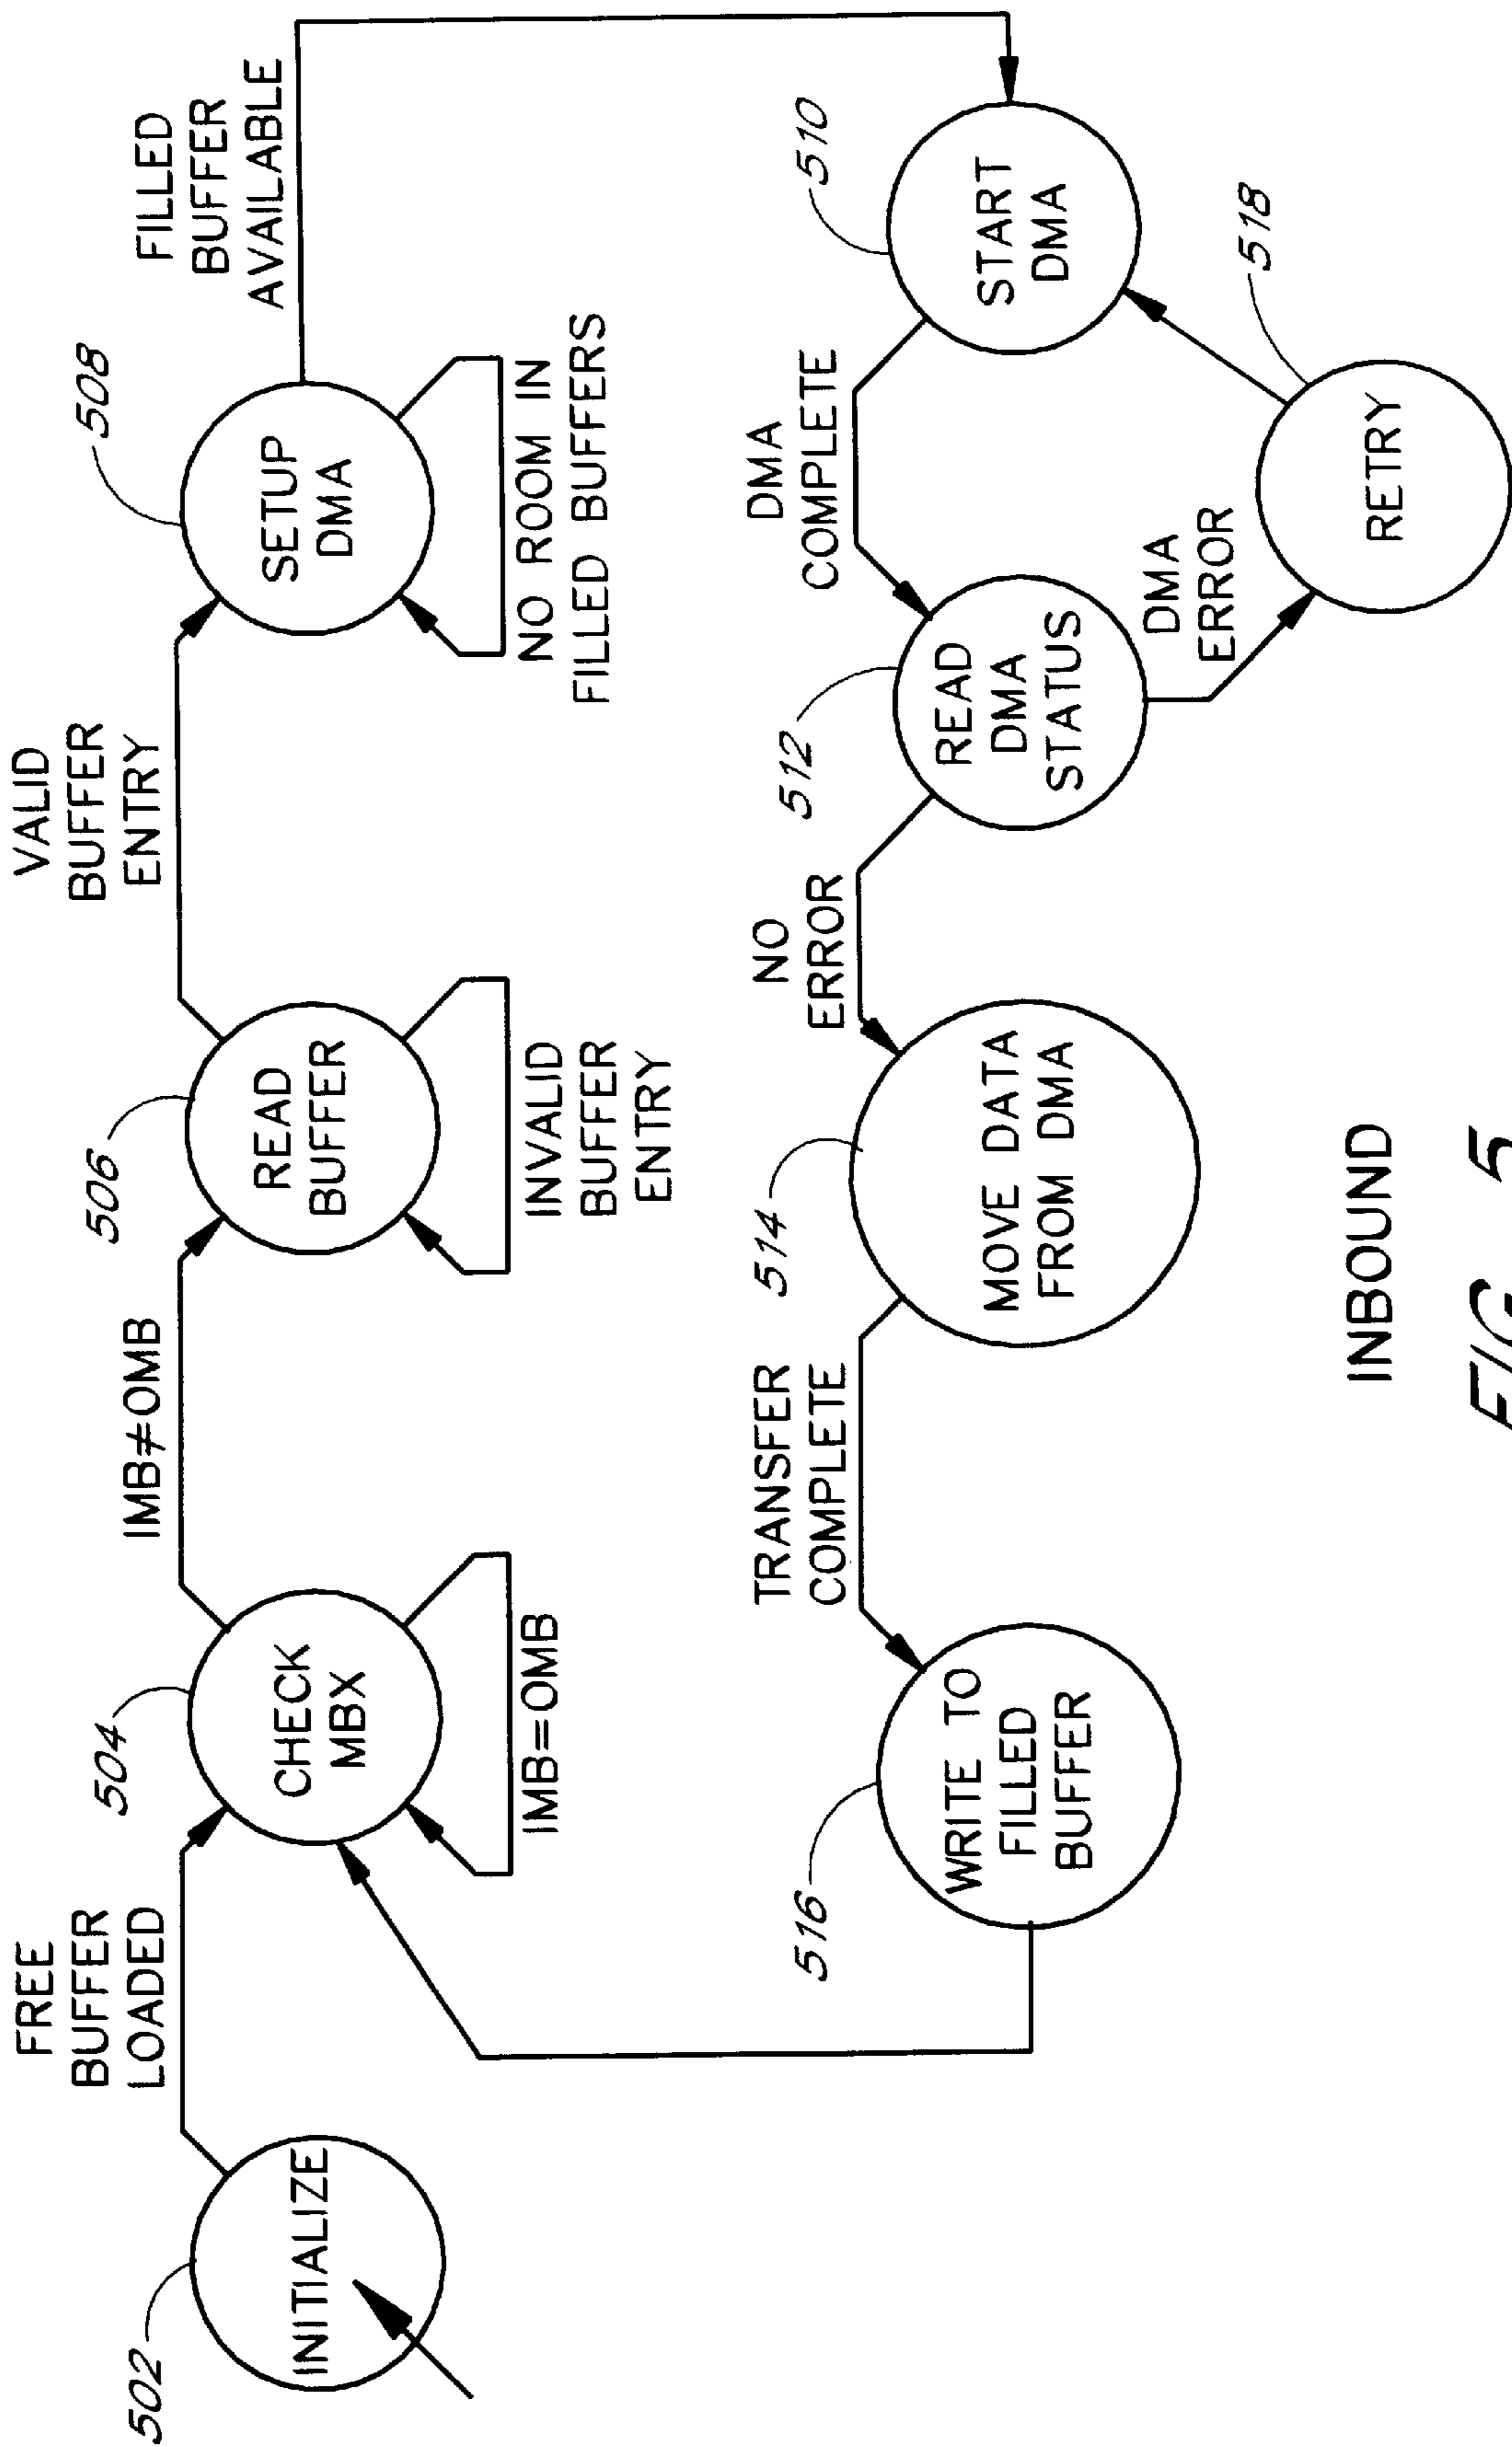 502
INITIALIZE
FREE
BUFFER
LOADED
504
CHECK
MBX
IMB=OMB
IMB≠OMB
506
READ
BUFFER
INVALID
BUFFER
ENTRY
VALID
BUFFER
ENTRY
508
SETUP
DMA
NO ROOM IN
FILLED BUFFERS
FILLED
BUFFER
AVAILABLE
510
START
DMA
DMA
COMPLETE
512
READ
DMA
STATUS
DMA
ERROR
518
RETRY
NO
ERROR
514
MOVE DATA
FROM DMA
TRANSFER
COMPLETE
516
WRITE TO
FILLED
BUFFER
INBOUND
FIG. 5